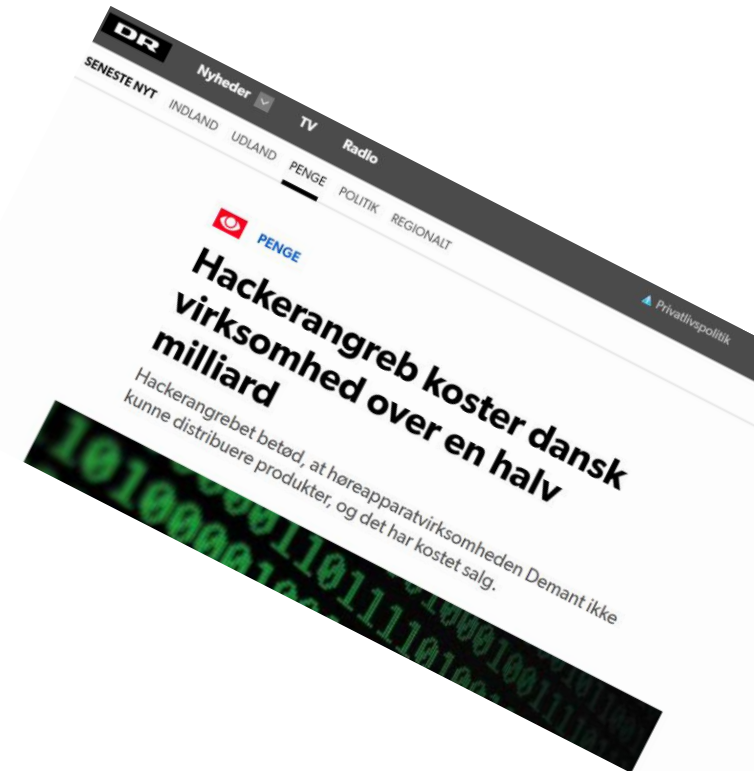 DR
Nyheder TV Radio
Privatlivspolitik
SENESTE NYT INDLAND UDLAND PENGE POLITIK REGIONALT
PENGE
Hackerangreb koster dansk
virksomhed over en halv
milliard
Hackerangrebet betød, at høreapparatvirksomheden Demant ikke
kunne distribuere produkter, og det har kostet salg.